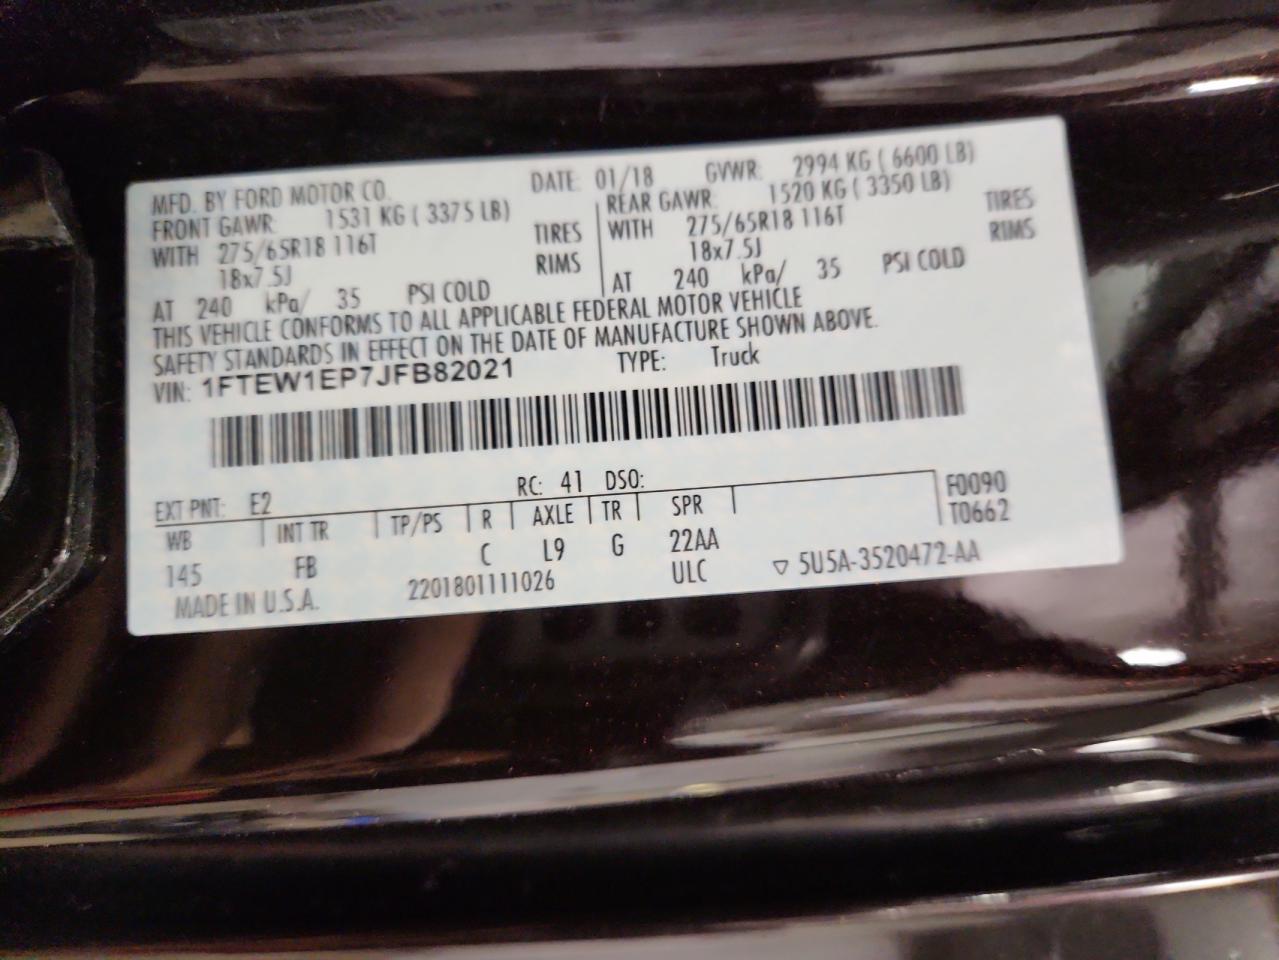 MFD. BY FORD MOTOR CO. DATE: 01/18 GVWR: 2994 KG ( 6600 LB)
FRONT GAWR: 1531 KG ( 3375 LB) REAR GAWR: 1520 KG ( 3350 LB)
WITH 275/65R18 116T TIRES WITH 275/65R18 116T TIRES
18x7.5J RIMS 18x7.5J RIMS
AT 240 kPa/ 35 PSI COLD AT 240 kPa/ 35 PSI COLD
THIS VEHICLE CONFORMS TO ALL APPLICABLE FEDERAL MOTOR VEHICLE
SAFETY STANDARDS IN EFFECT ON THE DATE OF MANUFACTURE SHOWN ABOVE.
VIN: 1FTEW1EP7JFB82021 TYPE: Truck
EXT PNT: E2 RC: 41 DSO:
WB INT TR TP/PS R AXLE TR SPR F0090
T0662
145 FB C L9 G 22AA
MADE IN U.S.A. 2201801111026 ULC ▽ 5U5A-3520472-AA